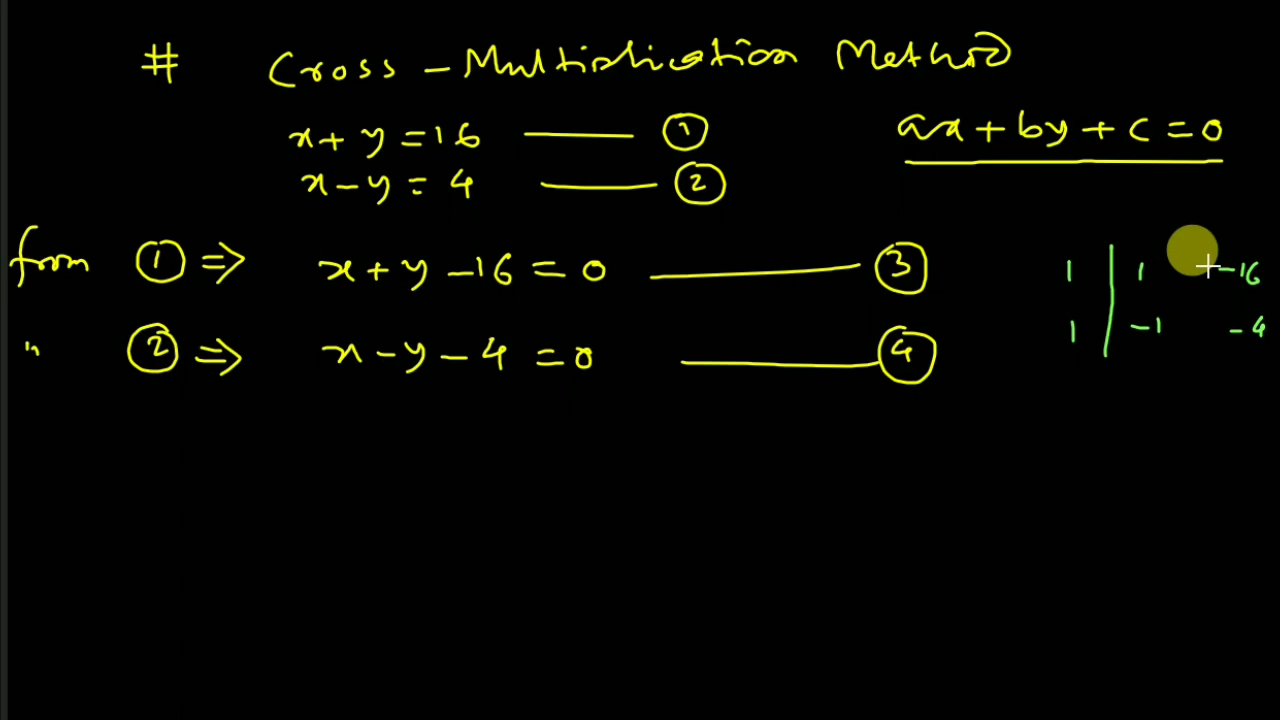 # Cross-Multiplication Method
x + y = 16 —— ①
ax + by + c = 0
x - y = 4 —— ②
from ① ⇒ x + y - 16 = 0 —— ③
" ② ⇒ x - y - 4 = 0 —— ④
1 | 1 -16
1 | -1 -4